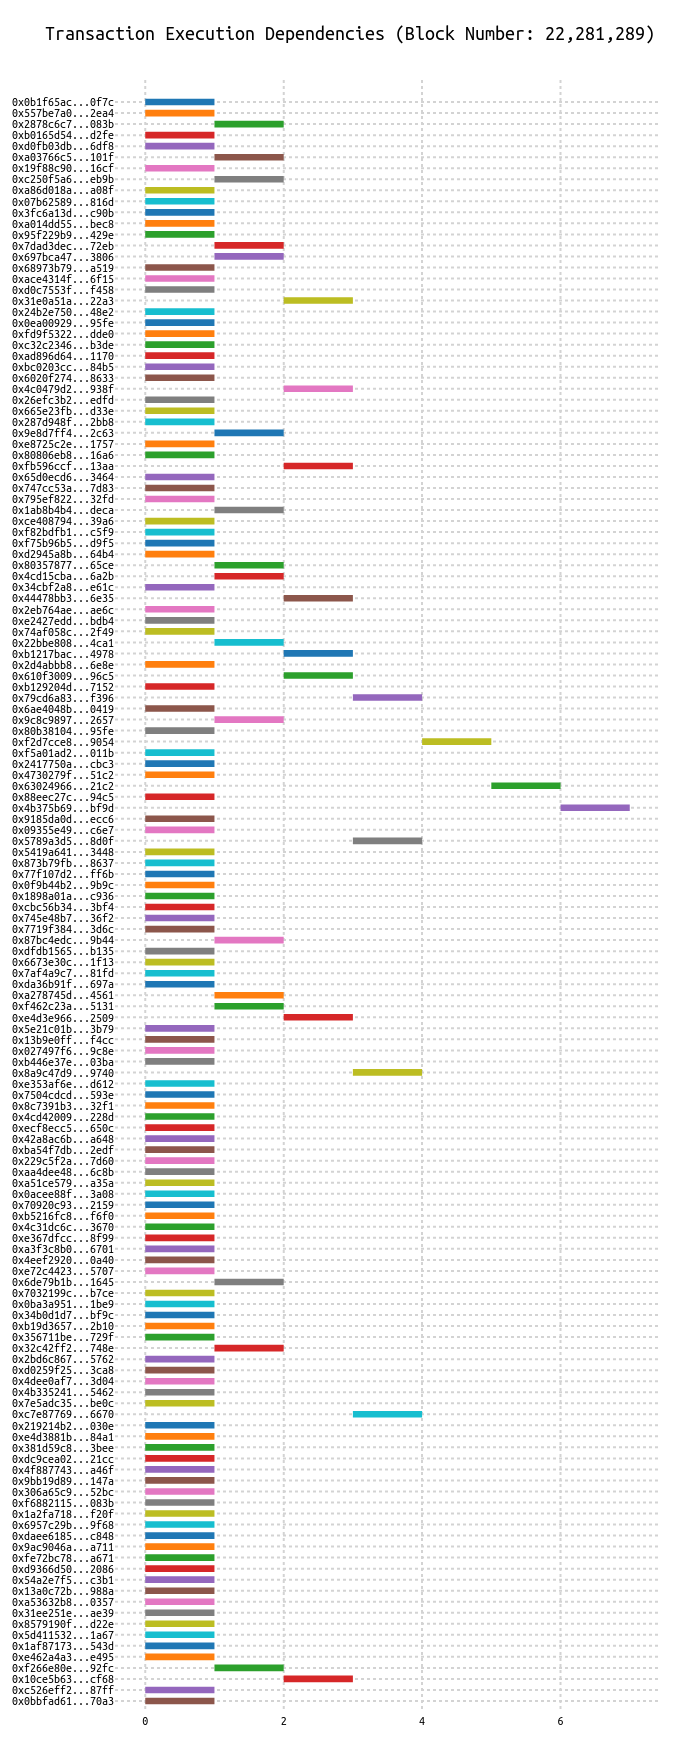 Transaction Execution Dependencies (Block Number: 22,281,289)
0x0b1f65ac...0f7c
0x557be7a0...2ea4
0x2878c6c7...083b
0xb0165d54...d2fe
0xd0fb03db...6df8
0xa03766c5...101f
0x19f88c90...16cf
0xc250f5a6...eb9b
0xa86d018a...a08f
0x07b62589...816d
0x3fc6a13d...c90b
0xa014dd55...bec8
0x95f229b9...429e
0x7dad3dec...72eb
0x697bca47...3806
0x68973b79...a519
0xace4314f...6f15
0xd0c7553f...f458
0x31e0a51a...22a3
0x24b2e750...48e2
0x0ea00929...95fe
0xfd9f5322...dde0
0xc32c2346...b3de
0xad896d64...1170
0xbc0203cc...84b5
0x6020f274...8633
0x4c0479d2...938f
0x26efc3b2...edfd
0x665e23fb...d33e
0x287d948f...2bb8
0x9e8d7ff4...2c63
0xe8725c2e...1757
0x80806eb8...16a6
0xfb596ccf...13aa
0x65d0ecd6...3464
0x747cc53a...7d83
0x795ef822...32fd
0x1ab8b4b4...deca
0xce408794...39a6
0xf82bdfb1...c5f9
0xf75b96b5...d9f5
0xd2945a8b...64b4
0x80357877...65ce
0x4cd15cba...6a2b
0x34cbf2a8...e61c
0x44478bb3...6e35
0x2eb764ae...ae6c
0xe2427edd...bdb4
0x74af058c...2f49
0x22bbe808...4ca1
0xb1217bac...4978
0x2d4abbb8...6e8e
0x610f3009...96c5
0xb129204d...7152
0x79cd6a83...f396
0x6ae4048b...0419
0x9c8c9897...2657
0x80b38104...95fe
0xf2d7cce8...9054
0xf5a01ad2...011b
0x2417750a...cbc3
0x4730279f...51c2
0x63024966...21c2
0x88eec27c...94c5
0x4b375b69...bf9d
0x9185da0d...ecc6
0x09355e49...c6e7
0x5789a3d5...8d0f
0x5419a641...3448
0x873b79fb...8637
0x77f107d2...ff6b
0x0f9b44b2...9b9c
0x1898a01a...c936
0xcbc56b34...3bf4
0x745e48b7...36f2
0x7719f384...3d6c
0x87bc4edc...9b44
0xdfdb1565...b135
0x6673e30c...1f13
0x7af4a9c7...81fd
0xda36b91f...697a
0xa278745d...4561
0xf462c23a...5131
0xe4d3e966...2509
0x5e21c01b...3b79
0x13b9e0ff...f4cc
0x027497f6...9c8e
0xb446e37e...03ba
0x8a9c47d9...9740
0xe353af6e...d612
0x7504cdcd...593e
0x8c7391b3...32f1
0x4cd42009...228d
0xecf8ecc5...650c
0x42a8ac6b...a648
0xba54f7db...2edf
0x229c5f2a...7d60
0xaa4dee48...6c8b
0xa51ce579...a35a
0x0acee88f...3a08
0x70920c93...2159
0xb5216fc8...f6f0
0x4c31dc6c...3670
0xe367dfcc...8f99
0xa3f3c8b0...6701
0x4eef2920...0a40
0xe72c4423...5707
0x6de79b1b...1645
0x7032199c...b7ce
0x0ba3a951...1be9
0x34b0d1d7...bf9c
0xb19d3657...2b10
0x356711be...729f
0x32c42ff2...748e
0x2bd6c867...5762
0xd0259f25...3ca8
0x4dee0af7...3d04
0x4b335241...5462
0x7e5adc35...be0c
0xc7e87769...6670
0x219214b2...030e
0xe4d3881b...84a1
0x381d59c8...3bee
0xdc9cea02...21cc
0x4f887743...a46f
0x9bb19d89...147a
0x306a65c9...52bc
0xf6882115...083b
0x1a2fa718...f20f
0x6957c29b...9f68
0xdaee6185...c848
0x9ac9046a...a711
0xfe72bc78...a671
0xd9366d50...2086
0x54a2e7f5...c3b1
0x13a0c72b...988a
0xa53632b8...0357
0x31ee251e...ae39
0x8579190f...d22e
0x5d411532...1a67
0x1af87173...543d
0xe462a4a3...e495
0xf266e80e...92fc
0x10ce5b63...cf68
0xc526eff2...87ff
0x0bbfad61...70a3
0 2 4 6